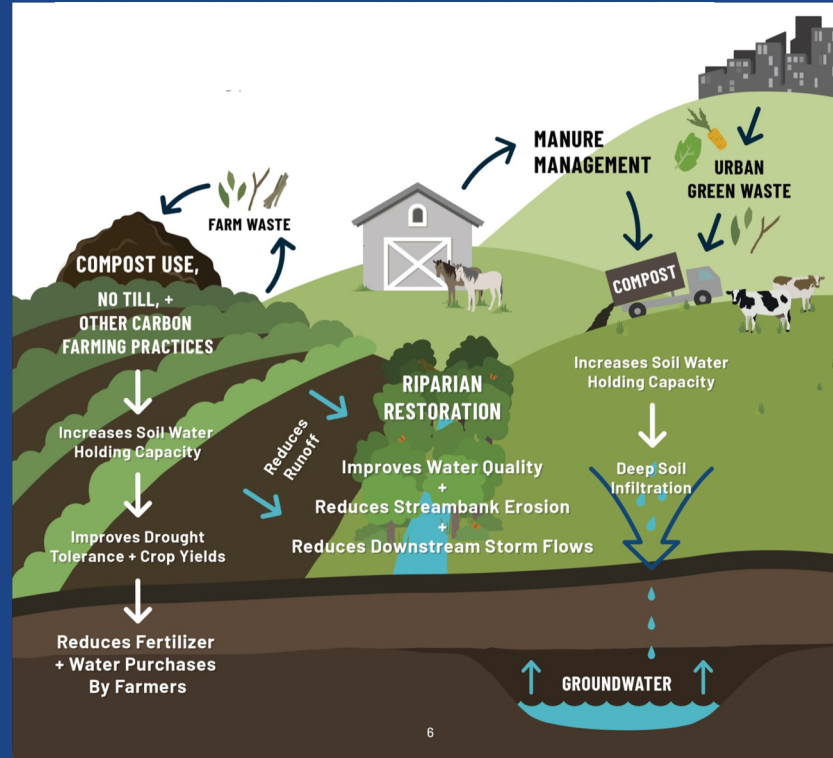 MANURE
MANAGEMENT
URBAN
GREEN WASTE
FARM WASTE
COMPOST USE,
NO TILL, +
OTHER CARBON
FARMING PRACTICES
Increases Soil Water
Holding Capacity
Improves Drought
Tolerance + Crop Yields
Reduces Fertilizer
+ Water Purchases
By Farmers
Reduces
Runoff
RIPARIAN
RESTORATION
Improves Water Quality
+
Reduces Streambank Erosion
+
Reduces Downstream Storm Flows
COMPOST
Increases Soil Water
Holding Capacity
Deep Soil
Infiltration
GROUNDWATER
6